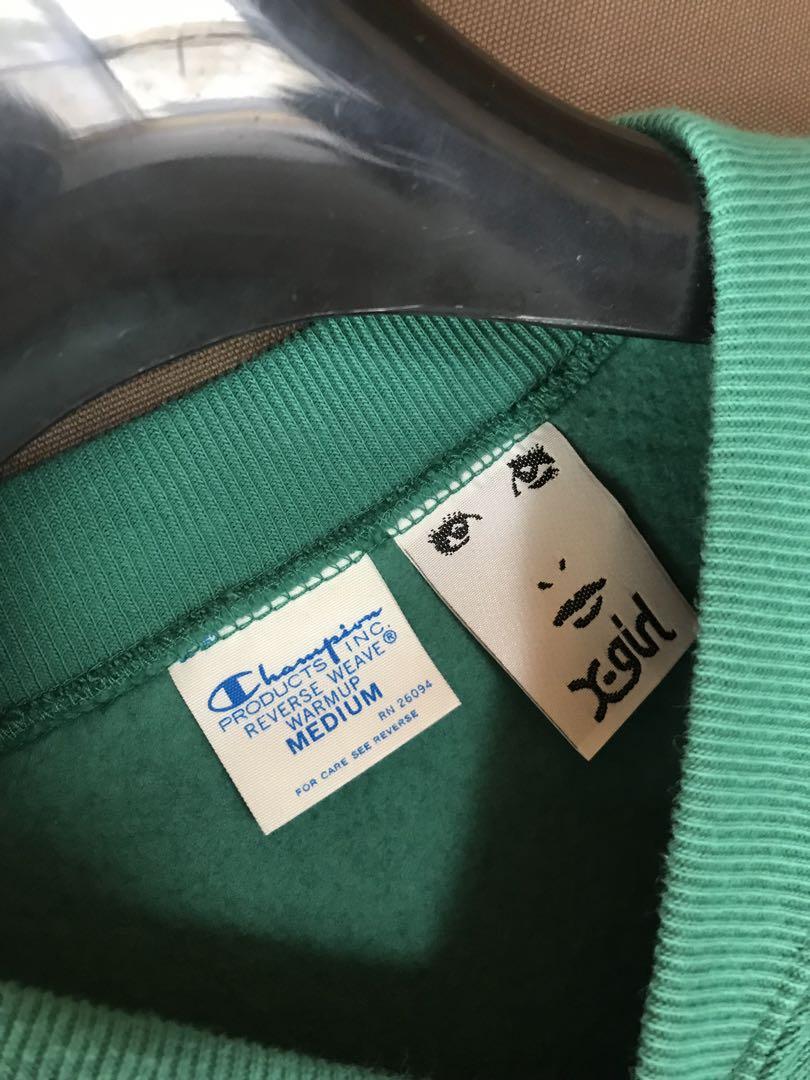 Champion
PRODUCTS INC.
REVERSE WEAVE®
WARMUP
MEDIUM
RN 26094
FOR CARE SEE REVERSE
x-girl